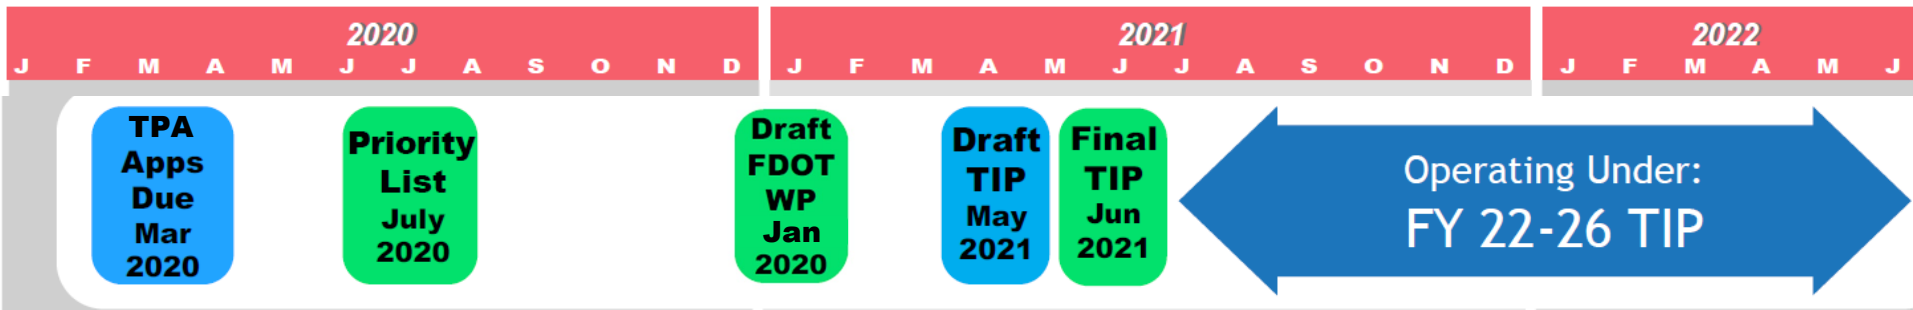 2020
2021
2022
J F M A M J J A S O N D
J F M A M J J A S O N D
J F M A M J
TPA
Apps
Due
Mar
2020
Priority
List
July
2020
Draft
FDOT
WP
Jan
2020
Draft
TIP
May
2021
Final
TIP
Jun
2021
Operating Under:
FY 22-26 TIP